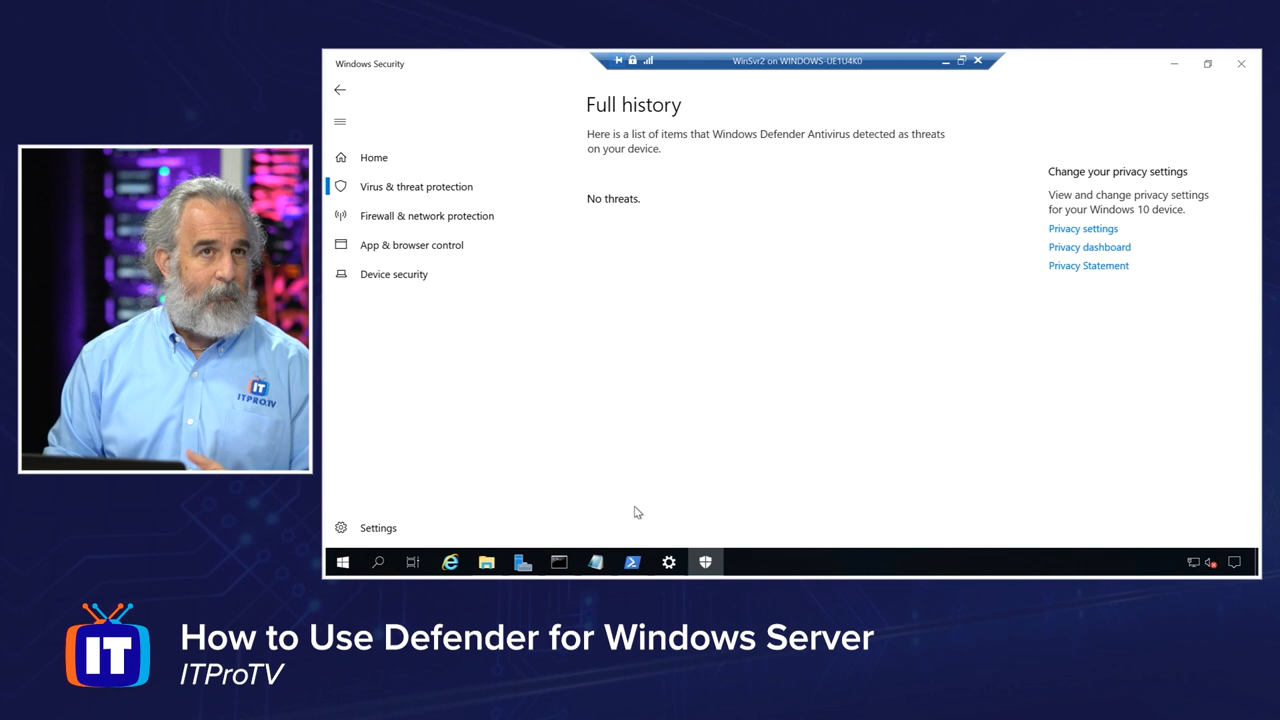 Windows Security
WinSvr2 on WINDOWS-UE1U4K0
Full history
Here is a list of items that Windows Defender Antivirus detected as threats
on your device.
No threats.
Home
Virus & threat protection
Firewall & network protection
App & browser control
Device security
Settings
Change your privacy settings
View and change privacy settings
for your Windows 10 device.
Privacy settings
Privacy dashboard
Privacy Statement
IT
ITPRO.TV
IT
How to Use Defender for Windows Server
ITProTV